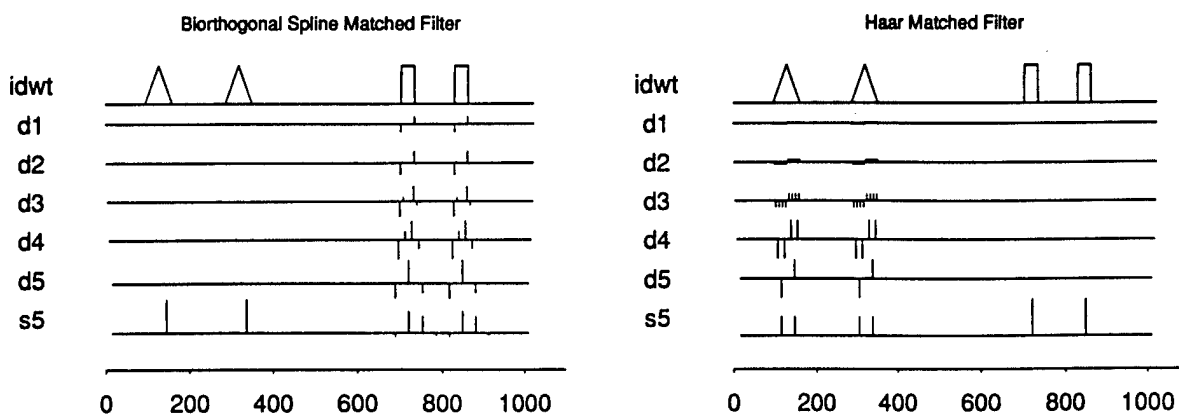 Biorthogonal Spline Matched Filter
idwt
d1
d2
d3
d4
d5
s5
0 200 400 600 800 1000
Haar Matched Filter
idwt
d1
d2
d3
d4
d5
s5
0 200 400 600 800 1000